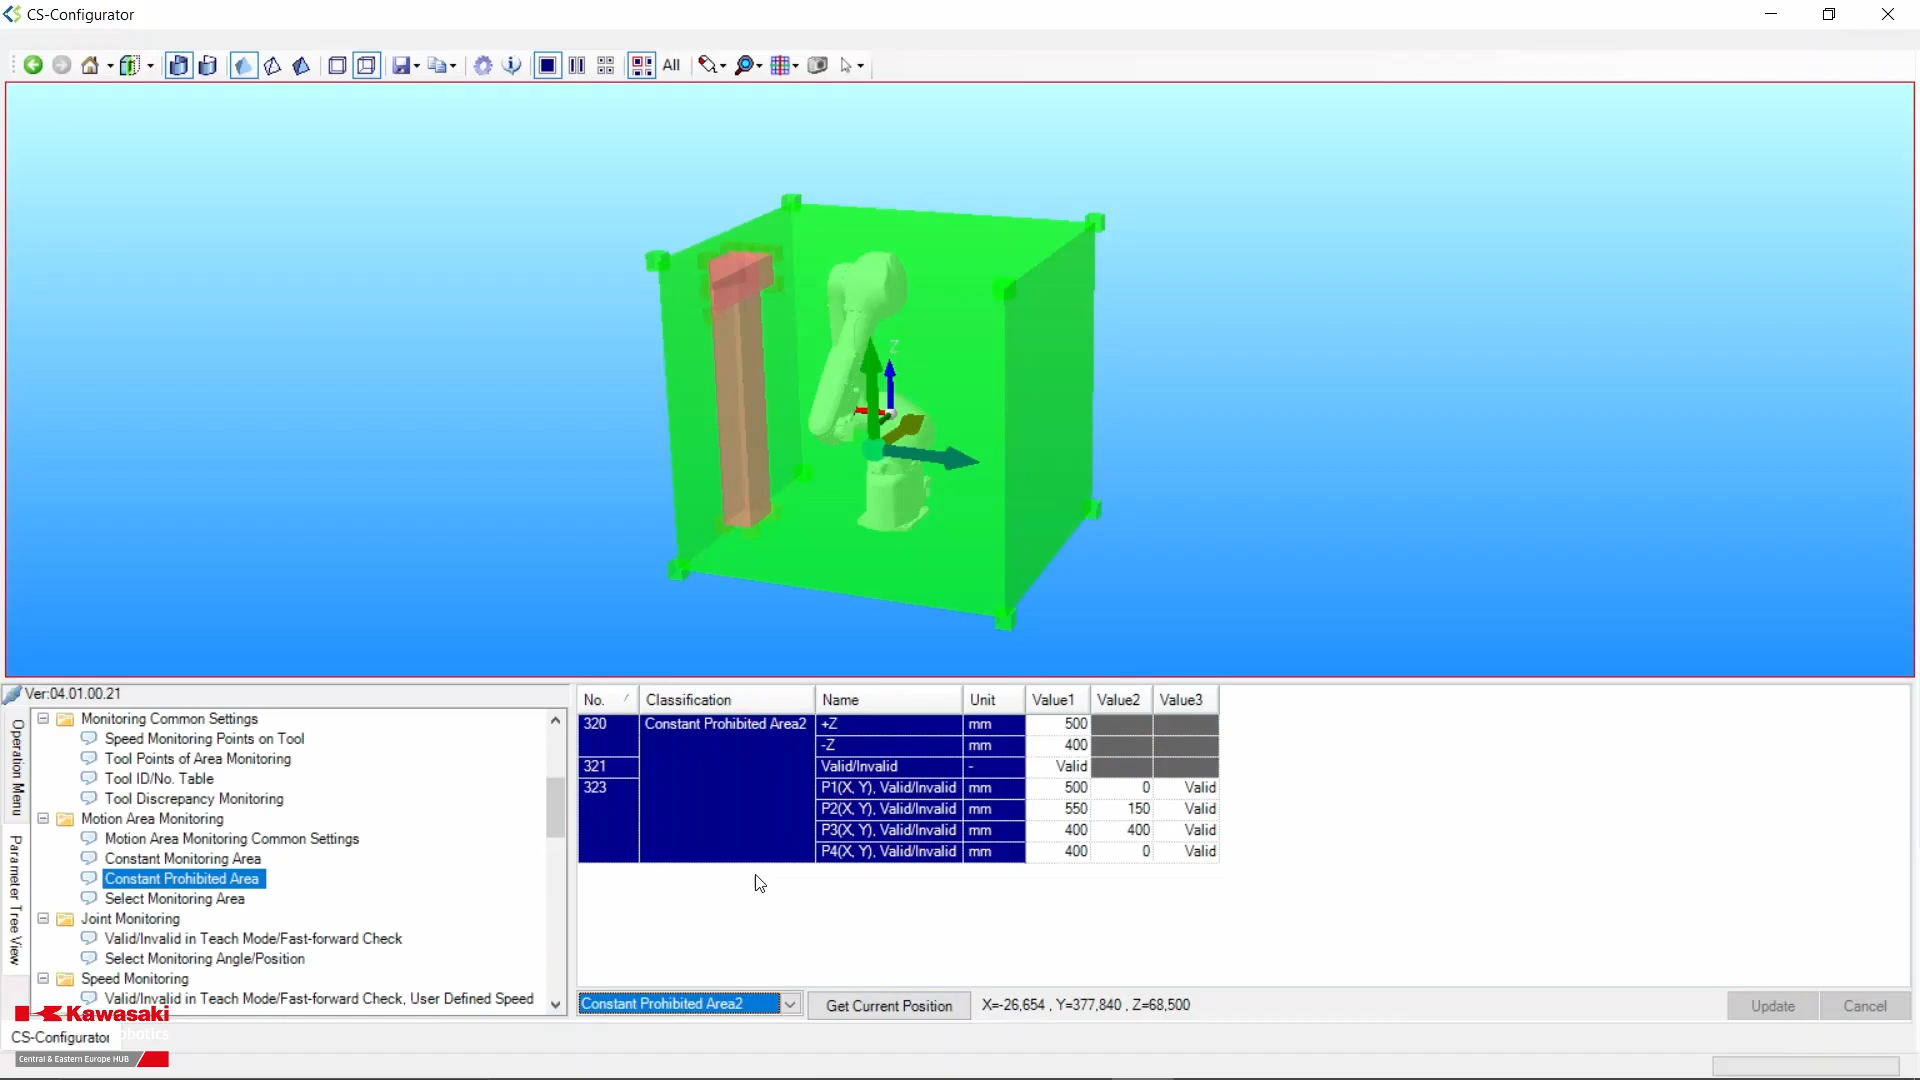 CS-Configurator
All
Z
Ver:04.01.00.21
Operation Menu
Parameter Tree View
Monitoring Common Settings
Speed Monitoring Points on Tool
Tool Points of Area Monitoring
Tool ID/No. Table
Tool Discrepancy Monitoring
Motion Area Monitoring
Motion Area Monitoring Common Settings
Constant Monitoring Area
Constant Prohibited Area
Select Monitoring Area
Joint Monitoring
Valid/Invalid in Teach Mode/Fast-forward Check
Select Monitoring Angle/Position
Speed Monitoring
Valid/Invalid in Teach Mode/Fast-forward Check, User Defined Speed
No. Classification Name Unit Value1 Value2 Value3
320 Constant Prohibited Area2 +Z mm 500
-Z mm 400
321 Valid/Invalid - Valid
323 P1(X, Y), Valid/Invalid mm 500 0 Valid
P2(X, Y), Valid/Invalid mm 550 150 Valid
P3(X, Y), Valid/Invalid mm 400 400 Valid
P4(X, Y), Valid/Invalid mm 400 0 Valid
Constant Prohibited Area2 Get Current Position X=-26,654 , Y=377,840 , Z=68,500 Update Cancel
Kawasaki
Robotics
CS-Configurator
Central & Eastern Europe HUB